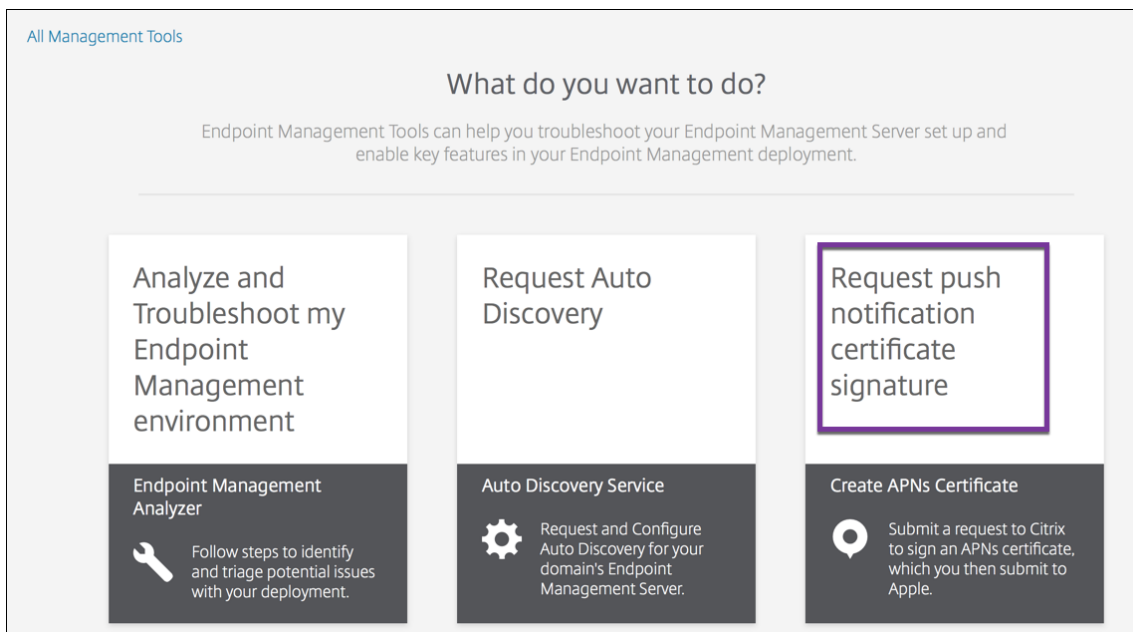 All Management Tools
What do you want to do?
Endpoint Management Tools can help you troubleshoot your Endpoint Management Server set up and
enable key features in your Endpoint Management deployment.
Analyze and
Troubleshoot my
Endpoint
Management
environment
Endpoint Management
Analyzer
Follow steps to identify
and triage potential issues
with your deployment.
Request Auto
Discovery
Auto Discovery Service
Request and Configure
Auto Discovery for your
domain's Endpoint
Management Server.
Request push
notification
certificate
signature
Create APNs Certificate
Submit a request to Citrix
to sign an APNs certificate,
which you then submit to
Apple.